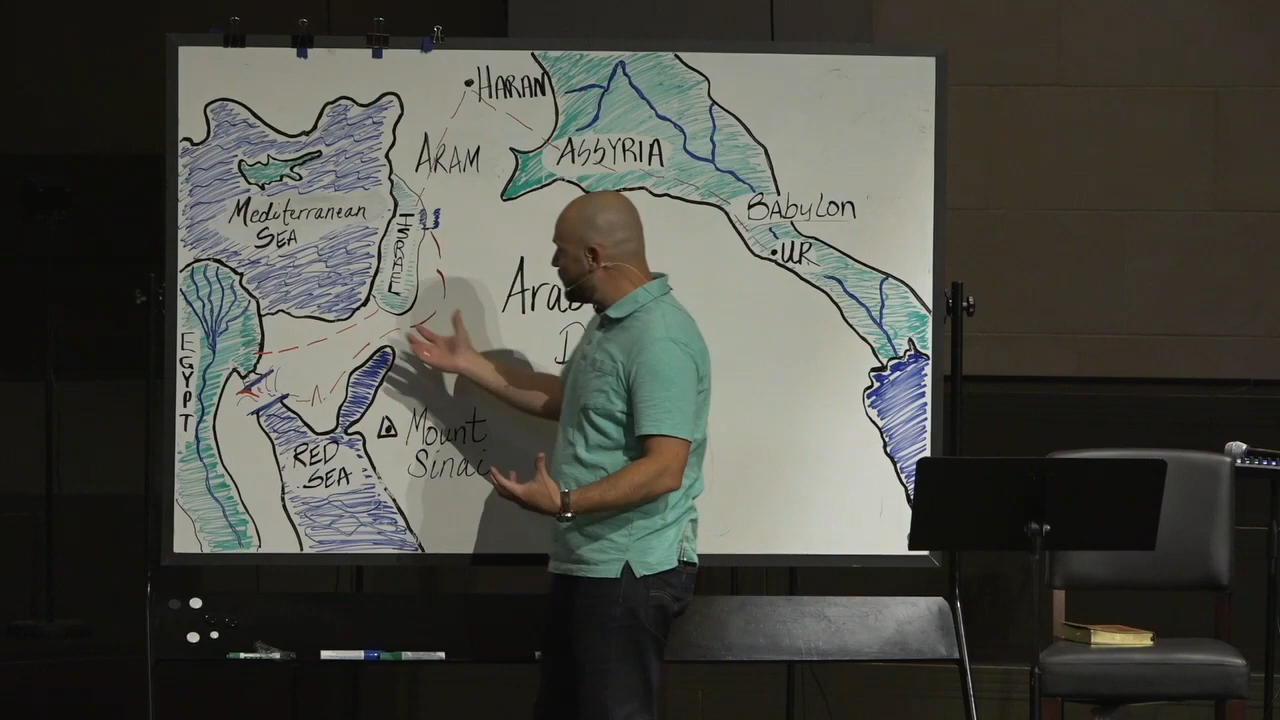 HARAN
ARAM
ASSYRIA
Mediterranean
SEA
ISRAEL
BAbyLON
UR
EGYPT
RED
SEA
Mount
Sinai